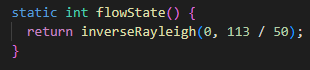 static int flowState() {
  return inverseRayleigh(0, 113 / 50);
}